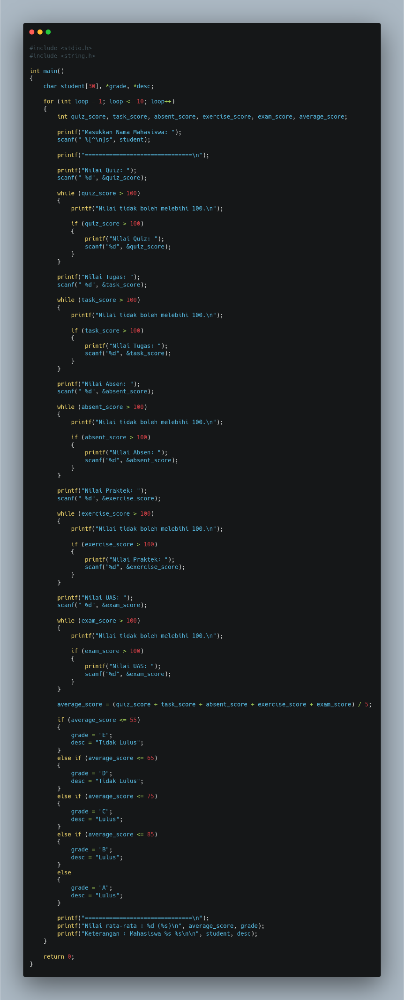 #include <stdio.h>
#include <string.h>

int main()
{
    char student[30], *grade, *desc;

    for (int loop = 1; loop <= 10; loop++)
    {
        int quiz_score, task_score, absent_score, exercise_score, exam_score, average_score;

        printf("Masukkan Nama Mahasiswa: ");
        scanf(" %[^\n]s", student);

        printf("===============================\n");

        printf("Nilai Quiz: ");
        scanf(" %d", &quiz_score);

        while (quiz_score > 100)
        {
            printf("Nilai tidak boleh melebihi 100.\n");

            if (quiz_score > 100)
            {
                printf("Nilai Quiz: ");
                scanf("%d", &quiz_score);
            }
        }

        printf("Nilai Tugas: ");
        scanf(" %d", &task_score);

        while (task_score > 100)
        {
            printf("Nilai tidak boleh melebihi 100.\n");

            if (task_score > 100)
            {
                printf("Nilai Tugas: ");
                scanf("%d", &task_score);
            }
        }

        printf("Nilai Absen: ");
        scanf(" %d", &absent_score);

        while (absent_score > 100)
        {
            printf("Nilai tidak boleh melebihi 100.\n");

            if (absent_score > 100)
            {
                printf("Nilai Absen: ");
                scanf("%d", &absent_score);
            }
        }

        printf("Nilai Praktek: ");
        scanf(" %d", &exercise_score);

        while (exercise_score > 100)
        {
            printf("Nilai tidak boleh melebihi 100.\n");

            if (exercise_score > 100)
            {
                printf("Nilai Praktek: ");
                scanf("%d", &exercise_score);
            }
        }

        printf("Nilai UAS: ");
        scanf(" %d", &exam_score);

        while (exam_score > 100)
        {
            printf("Nilai tidak boleh melebihi 100.\n");

            if (exam_score > 100)
            {
                printf("Nilai UAS: ");
                scanf("%d", &exam_score);
            }
        }

        average_score = (quiz_score + task_score + absent_score + exercise_score + exam_score) / 5;

        if (average_score <= 55)
        {
            grade = "E";
            desc = "Tidak Lulus";
        }
        else if (average_score <= 65)
        {
            grade = "D";
            desc = "Tidak Lulus";
        }
        else if (average_score <= 75)
        {
            grade = "C";
            desc = "Lulus";
        }
        else if (average_score <= 85)
        {
            grade = "B";
            desc = "Lulus";
        }
        else
        {
            grade = "A";
            desc = "Lulus";
        }

        printf("===============================\n");
        printf("Nilai rata-rata : %d (%s)\n", average_score, grade);
        printf("Keterangan : Mahasiswa %s %s\n\n", student, desc);
    }

    return 0;
}